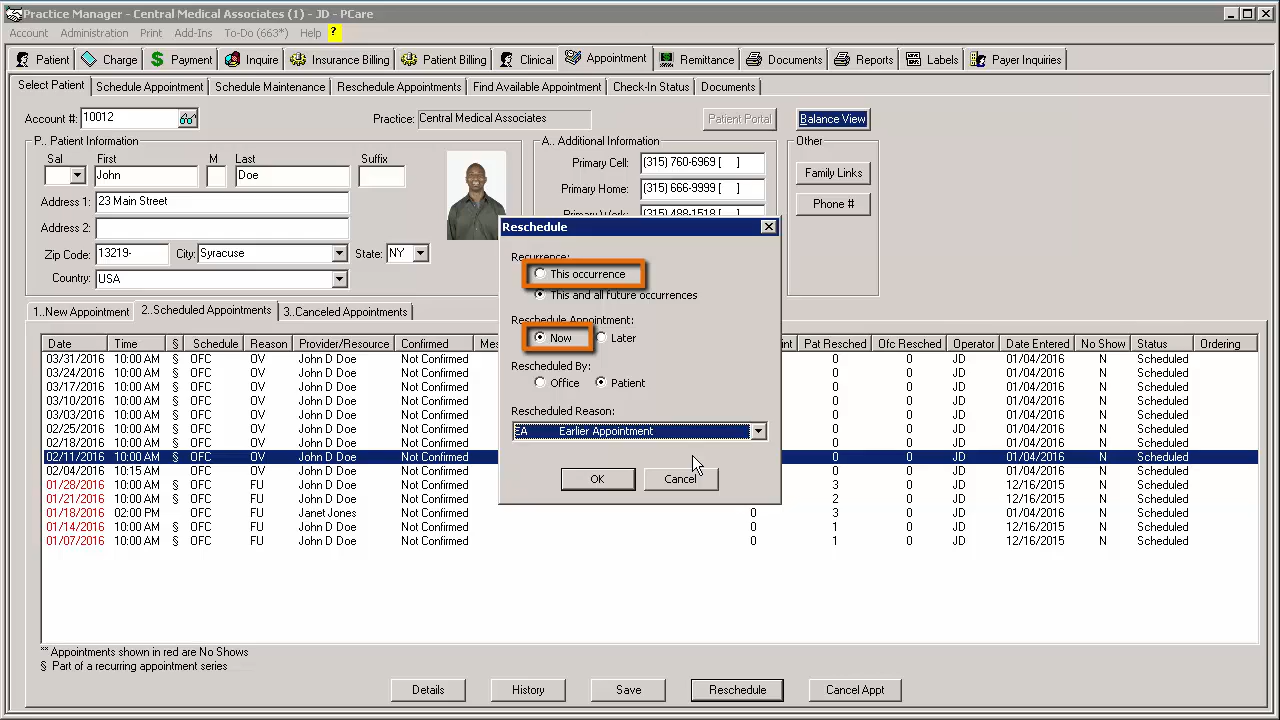 Practice Manager - Central Medical Associates (1) - JD - PCare
Account Administration Print Add-Ins To-Do (663*) Help ?
Patient Charge $ Payment Inquire Insurance Billing Patient Billing Clinical Appointment Remittance Documents Reports Labels Payer Inquiries
Select Patient Schedule Appointment Schedule Maintenance Reschedule Appointments Find Available Appointment Check-In Status Documents
Account #: 10012 Practice: Central Medical Associates Patient Portal Balance View
P.. Patient Information A.. Additional Information Other
Sal First M Last Suffix Primary Cell: (315) 760-6969 [ ]
John Doe Family Links
Primary Home: (315) 666-9999 [ ]
Address 1: 23 Main Street Phone #
Primary Work: (315) 488-1518 [ ]
Addres 2:
Zip Code: 13219- City: Syracuse State: NY
Country: USA
Reschedule
Recurrence:
This occurrence
This and all future occurrences
Reschedule Appointment:
Now Later
Rescheduled By:
Office Patient
Rescheduled Reason:
EA Earlier Appointment
OK Cancel
1..New Appointment 2..Scheduled Appointments 3..Canceled Appointments
Date Time § Schedule Reason Provider/Resource Confirmed Pat Resched Ofc Resched Operator Date Entered No Show Status Ordering
03/31/2016 10:00 AM § OFC OV John D Doe Not Confirmed 0 0 JD 01/04/2016 N Scheduled
03/24/2016 10:00 AM § OFC OV John D Doe Not Confirmed 0 0 JD 01/04/2016 N Scheduled
03/17/2016 10:00 AM § OFC OV John D Doe Not Confirmed 0 0 JD 01/04/2016 N Scheduled
03/10/2016 10:00 AM § OFC OV John D Doe Not Confirmed 0 0 JD 01/04/2016 N Scheduled
03/03/2016 10:00 AM § OFC OV John D Doe Not Confirmed 0 0 JD 01/04/2016 N Scheduled
02/25/2016 10:00 AM § OFC OV John D Doe Not Confirmed 0 0 JD 01/04/2016 N Scheduled
02/18/2016 10:00 AM § OFC OV John D Doe Not Confirmed 0 0 JD 01/04/2016 N Scheduled
02/11/2016 10:00 AM § OFC OV John D Doe Not Confirmed 0 0 JD 01/04/2016 N Scheduled
02/04/2016 10:15 AM § OFC OV John D Doe Not Confirmed 0 0 JD 01/04/2016 N Scheduled
01/28/2016 10:00 AM § OFC FU John D Doe Not Confirmed 3 0 JD 12/16/2015 N Scheduled
01/21/2016 10:00 AM § OFC FU John D Doe Not Confirmed 2 0 JD 12/16/2015 N Scheduled
01/18/2016 02:00 PM OFC FU Janet Jones Not Confirmed 0 3 0 JD 01/04/2016 N Scheduled
01/14/2016 10:00 AM § OFC FU John D Doe Not Confirmed 0 1 0 JD 12/16/2015 N Scheduled
01/07/2016 10:00 AM § OFC FU John D Doe Not Confirmed 0 1 0 JD 12/16/2015 N Scheduled
** Appointments shown in red are No Shows
§ Part of a recurring appointment series
Details History Save Reschedule Cancel Appt